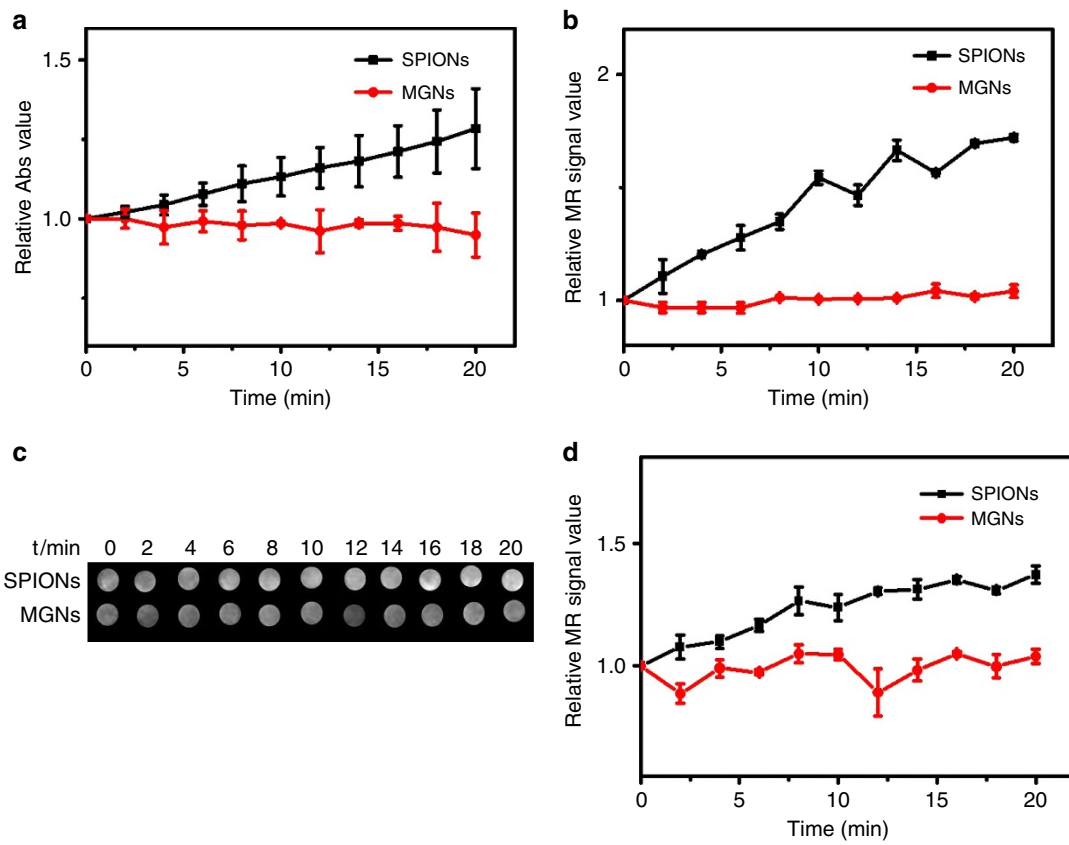 a
1.5
1.0
Relative Abs value
SPIONs
MGNs
0 5 10 15 20
Time (min)
b
2
1
Relative MR signal value
SPIONs
MGNs
0 5 10 15 20
Time (min)
c
t/min 0 2 4 6 8 10 12 14 16 18 20
SPIONs
MGNs
d
1.5
1.0
Relative MR signal value
SPIONs
MGNs
0 5 10 15 20
Time (min)